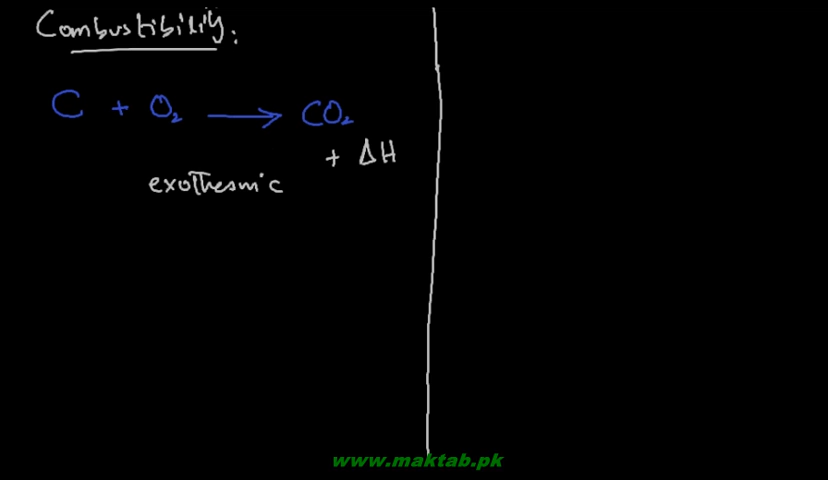 Combustibility:
C + O₂ ⟶ CO₂
+ ΔH
exothermic
www.maktab.pk